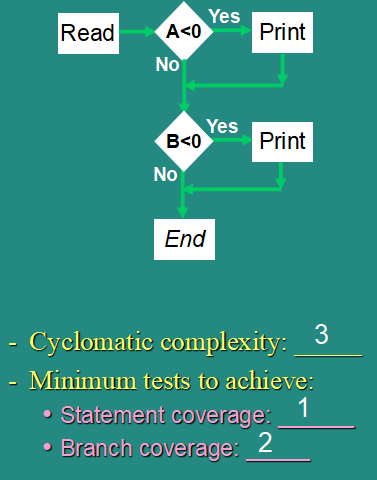 Read
A<0
Yes
Print
No
B<0
Yes
Print
No
End
- Cyclomatic complexity: 3
- Minimum tests to achieve:
• Statement coverage: 1
• Branch coverage: 2